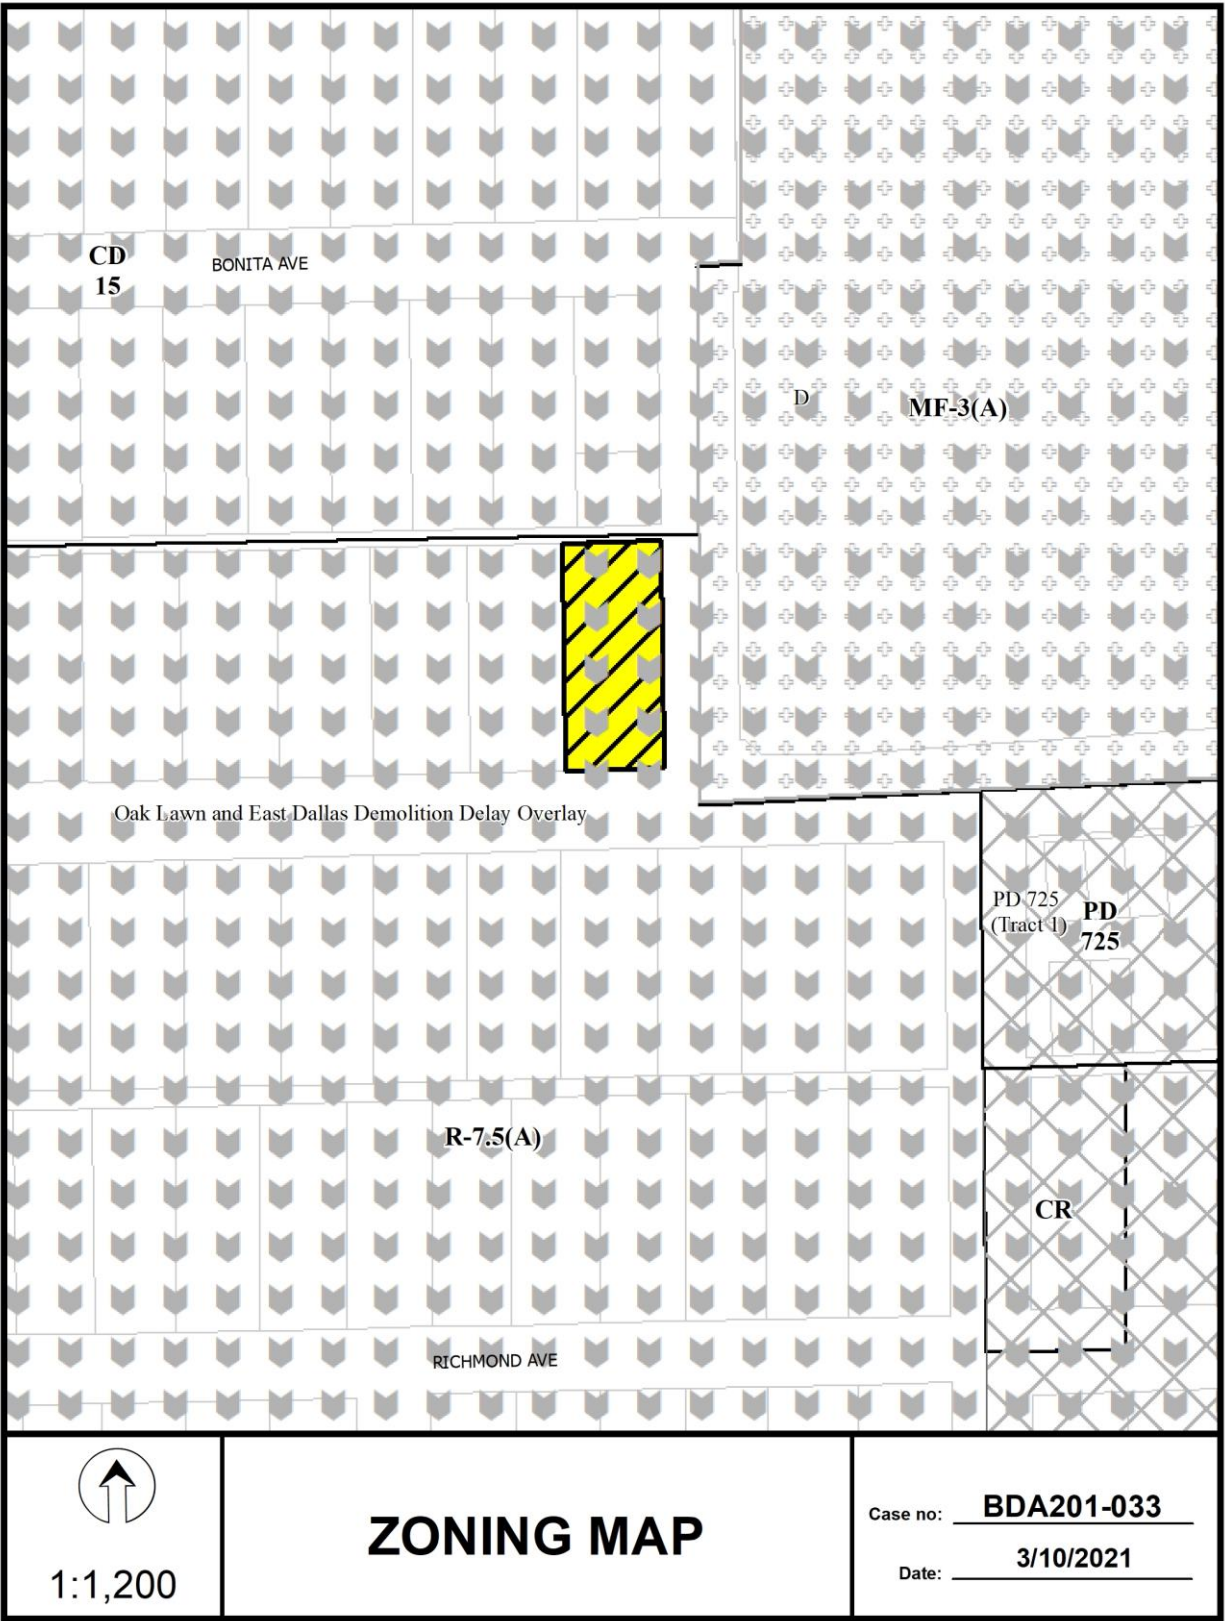 CD
15
BONITA AVE
D
MF-3(A)
Oak Lawn and East Dallas Demolition Delay Overlay
PD 725
(Tract 1)
PD
725
R-7.5(A)
CR
RICHMOND AVE
1:1,200
ZONING MAP
Case no: BDA201-033
Date: 3/10/2021